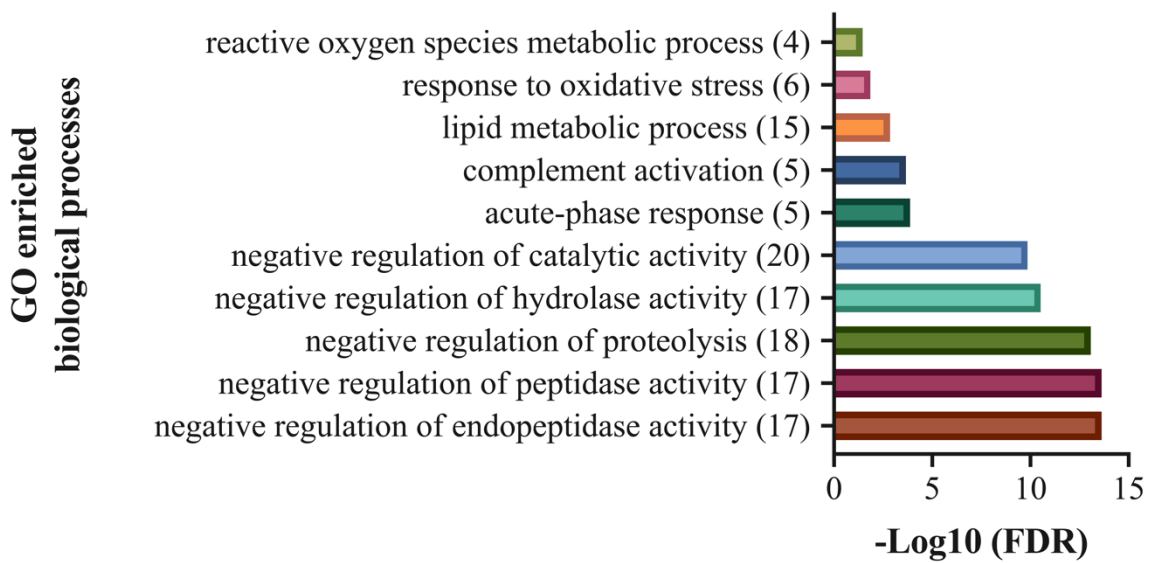 GO enriched
biological processes
reactive oxygen species metabolic process (4)
response to oxidative stress (6)
lipid metabolic process (15)
complement activation (5)
acute-phase response (5)
negative regulation of catalytic activity (20)
negative regulation of hydrolase activity (17)
negative regulation of proteolysis (18)
negative regulation of peptidase activity (17)
negative regulation of endopeptidase activity (17)
0 5 10 15
-Log10 (FDR)